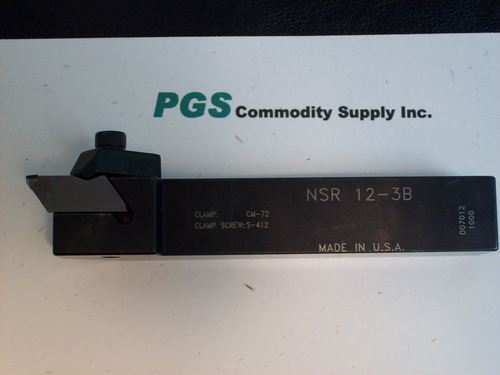 PGS Commodity Supply Inc.
NSR 12-3B
CLAMP: CM-72
CLAMP SCREW: S-412
MADE IN U.S.A.
D07012
1000